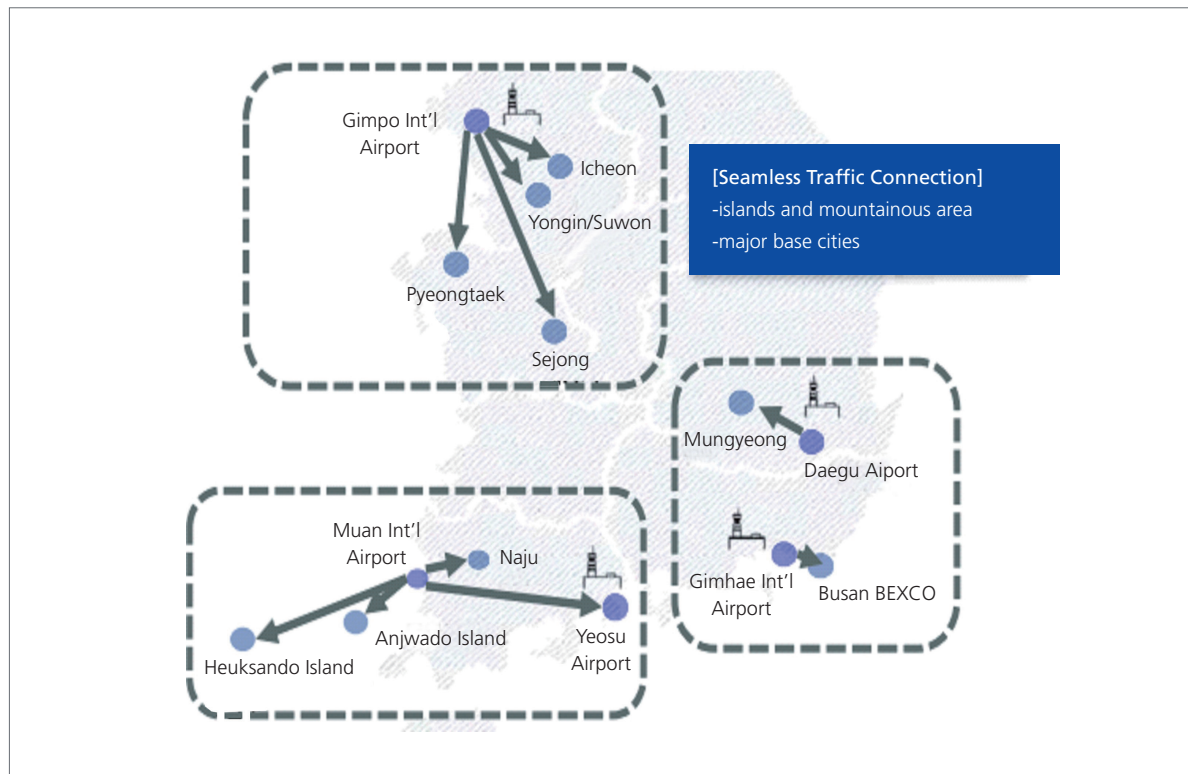 Gimpo Int'l
Airport
Icheon
Yongin/Suwon
Pyeongtaek
Sejong
[Seamless Traffic Connection]
-islands and mountainous area
-major base cities
Mungyeong
Daegu Aiport
Gimhae Int'l
Airport
Busan BEXCO
Muan Int'l
Airport
Naju
Anjwado Island
Heuksando Island
Yeosu
Airport